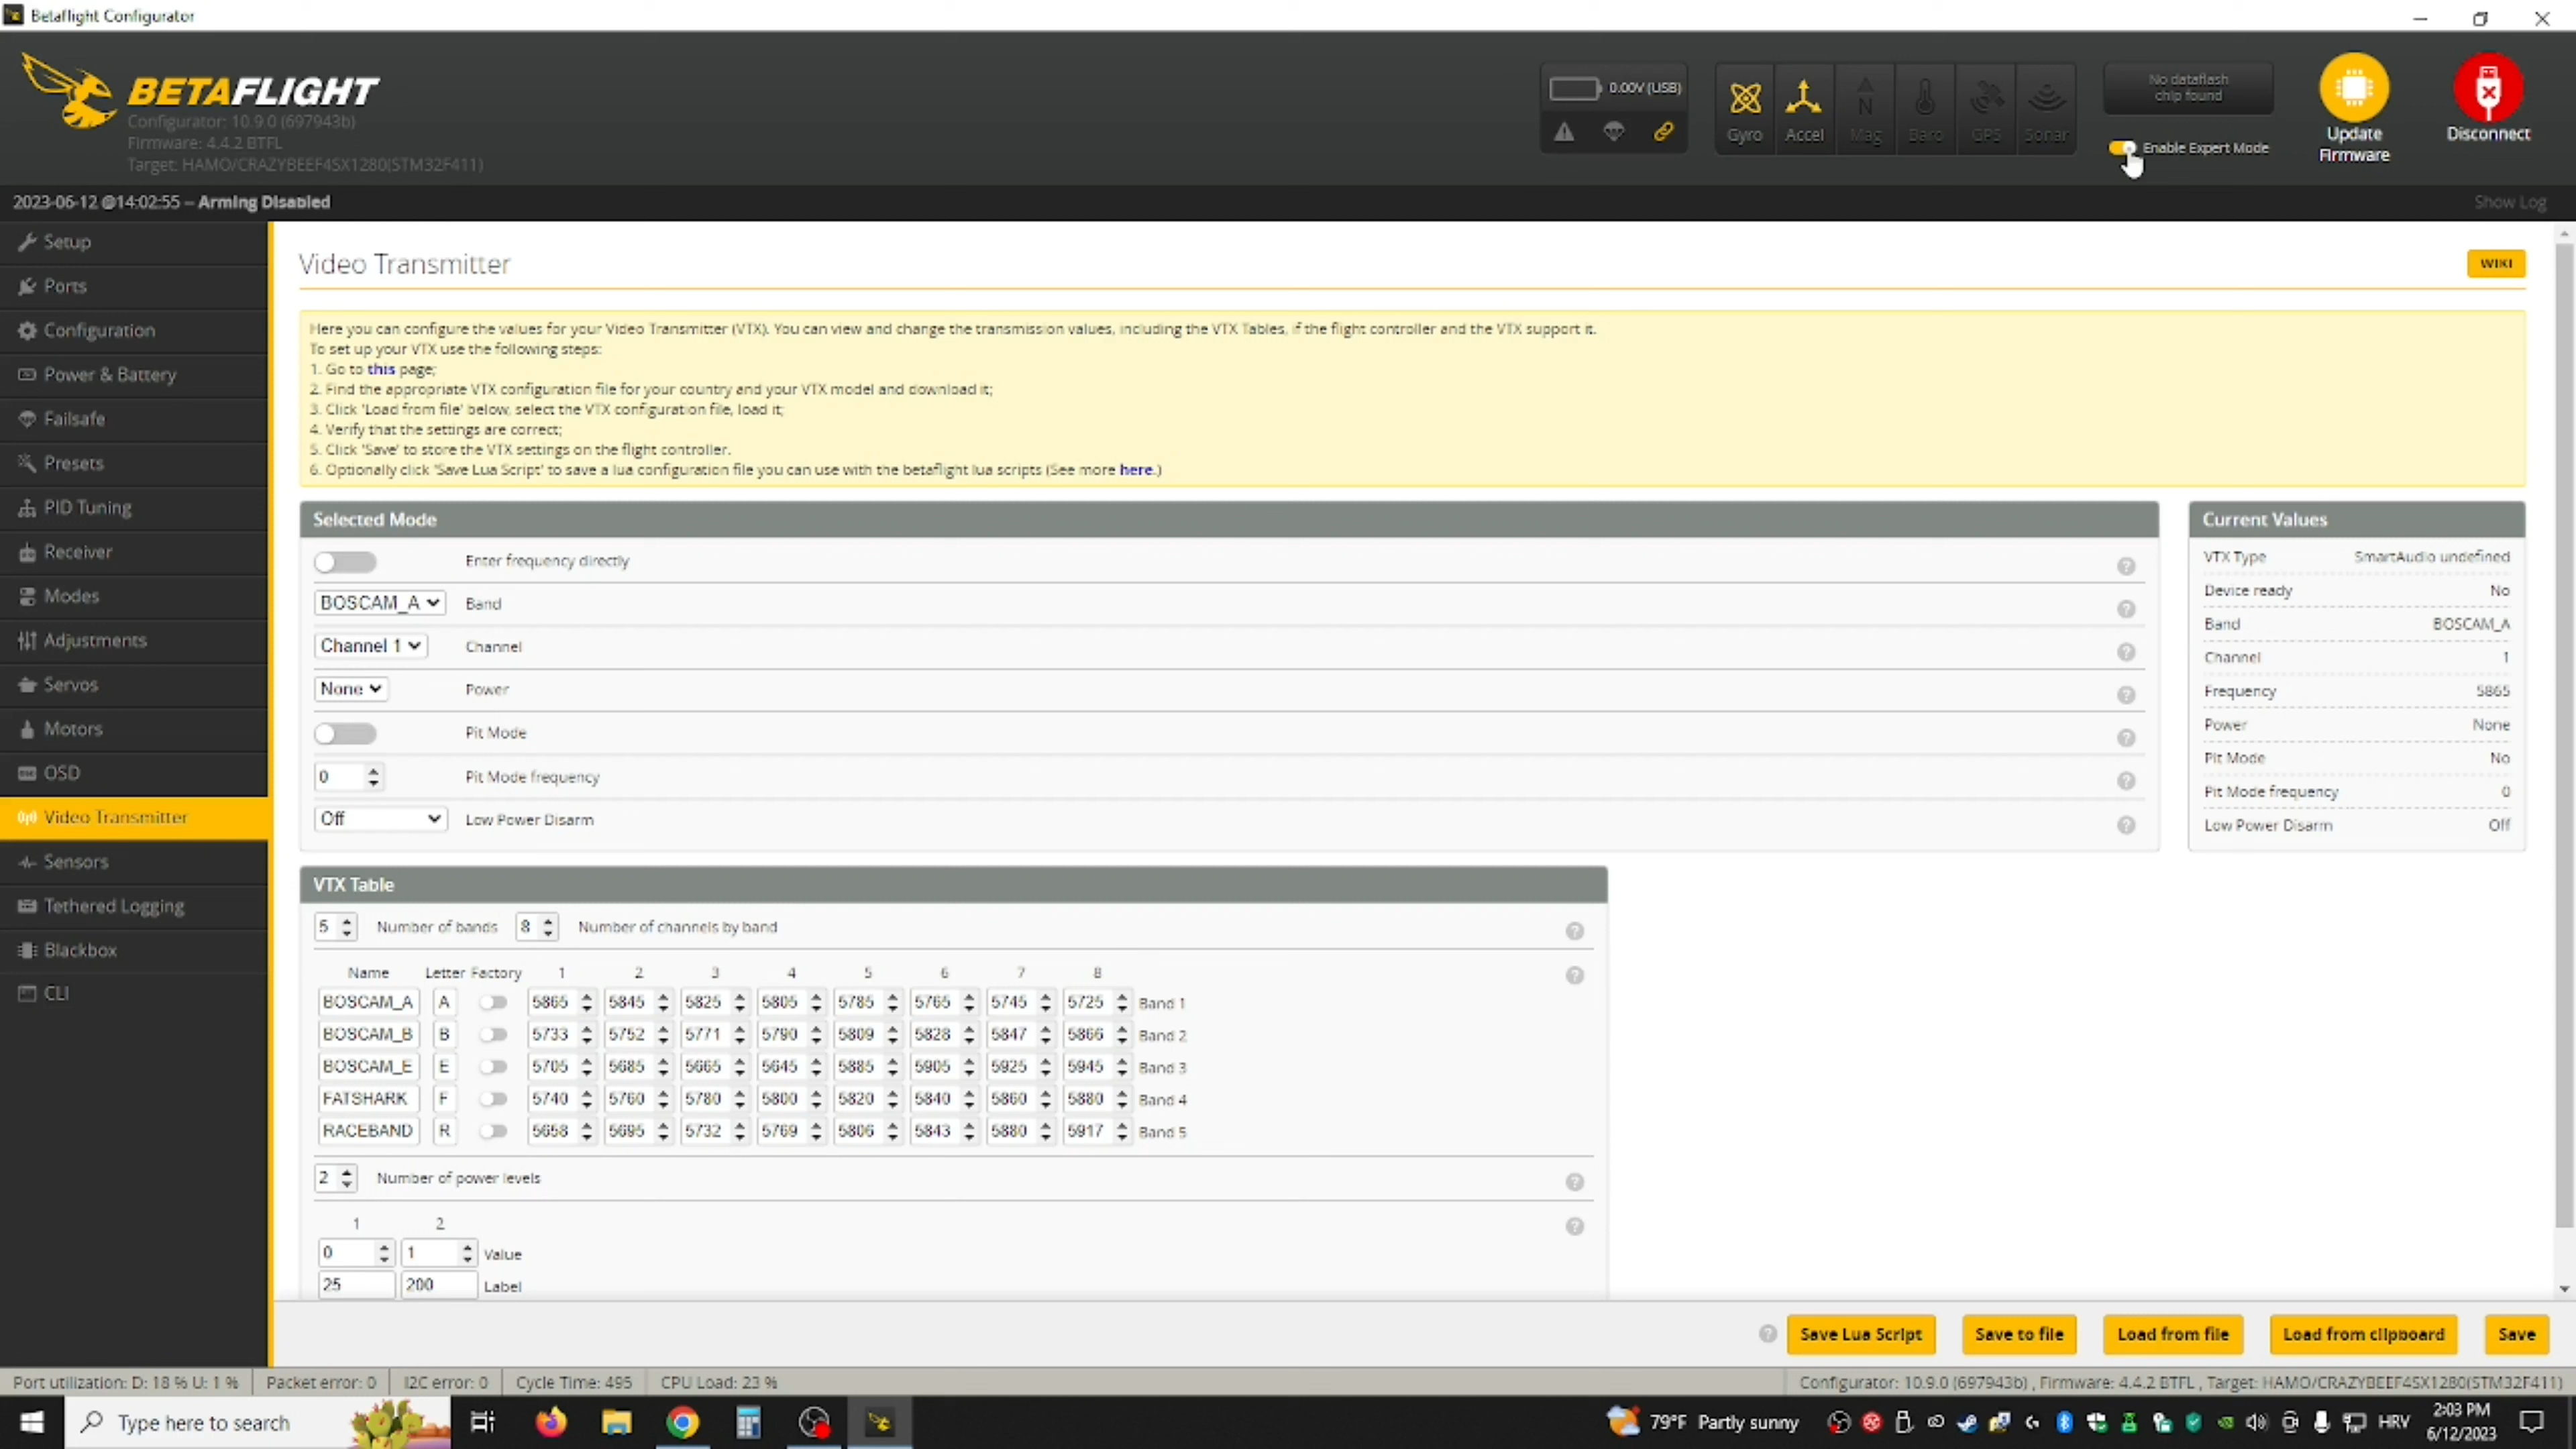 Betaflight Configurator
BETAFLIGHT
Configurator: 10.9.0 (697943b)
Firmware: 4.4.2 BTFL
Target: HAMO/CRAZYBEEF4SX1280(STM32F411)
0.00V (USB)
Gyro
Accel
Mag
Baro
GPS
Sonar
No dataflash
chip found
Enable Expert Mode
Update
Firmware
Disconnect
2023-06-12 @14:02:55 -- Arming Disabled
Show Log
Setup
Ports
Configuration
Power & Battery
Failsafe
Presets
PID Tuning
Receiver
Modes
Adjustments
Servos
Motors
OSD
Video Transmitter
Sensors
Tethered Logging
Blackbox
CLI
Video Transmitter
WIKI
Here you can configure the values for your Video Transmitter (VTX). You can view and change the transmission values, including the VTX Tables, if the flight controller and the VTX support it.
To set up your VTX use the following steps:
1. Go to this page;
2. Find the appropriate VTX configuration file for your country and your VTX model and download it;
3. Click 'Load from file' below, select the VTX configuration file, load it;
4. Verify that the settings are correct;
5. Click 'Save' to store the VTX settings on the flight controller.
6. Optionally click 'Save Lua Script' to save a lua configuration file you can use with the betaflight lua scripts (See more here.)
Selected Mode
Enter frequency directly ?
BOSCAM_A Band ?
Channel 1 Channel ?
None Power ?
Pit Mode ?
0 Pit Mode frequency ?
Off Low Power Disarm ?
Current Values
VTX Type SmartAudio undefined
Device ready No
Band BOSCAM_A
Channel 1
Frequency 5865
Power None
Pit Mode No
Pit Mode frequency 0
Low Power Disarm Off
VTX Table
5 Number of bands 8 Number of channels by band ?
Name Letter Factory 1 2 3 4 5 6 7 8 ?
BOSCAM_A A 5865 5845 5825 5805 5785 5765 5745 5725 Band 1
BOSCAM_B B 5733 5752 5771 5790 5809 5828 5847 5866 Band 2
BOSCAM_E E 5705 5685 5665 5645 5885 5905 5925 5945 Band 3
FATSHARK F 5740 5760 5780 5800 5820 5840 5860 5880 Band 4
RACEBAND R 5658 5695 5732 5769 5806 5843 5880 5917 Band 5
2 Number of power levels ?
1 2 ?
0 1 Value
25 200 Label
? Save Lua Script Save to file Load from file Load from clipboard Save
Port utilization: D: 18 % U: 1 % Packet error: 0 I2C error: 0 Cycle Time: 495 CPU Load: 23 %
Configurator: 10.9.0 (697943b) , Firmware: 4.4.2 BTFL , Target: HAMO/CRAZYBEEF4SX1280(STM32F411)
Type here to search
79°F Partly sunny
HRV
2:03 PM
6/12/2023